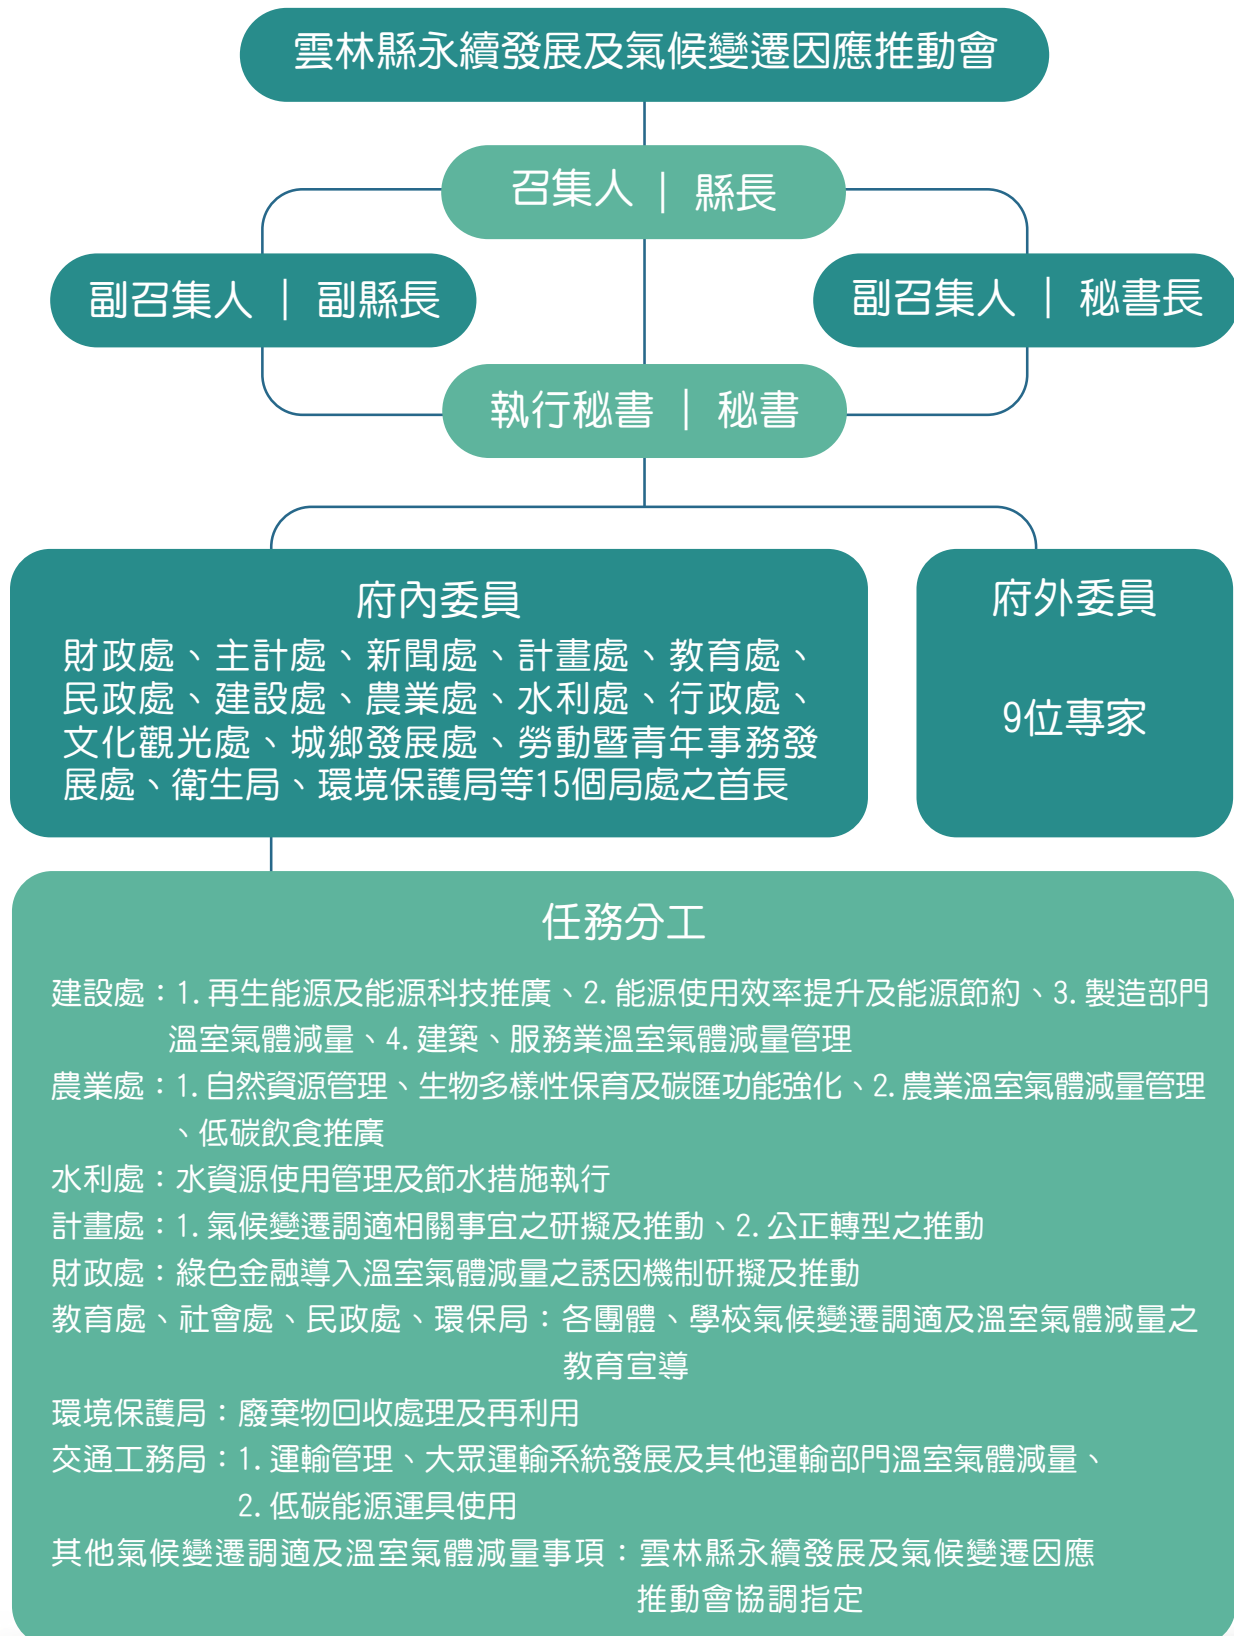 雲林縣永續發展及氣候變遷因應推動會
召集人 | 縣長
副召集人 | 副縣長
副召集人 | 秘書長
執行秘書 | 秘書
府內委員
財政處、主計處、新聞處、計畫處、教育處、
民政處、建設處、農業處、水利處、行政處、
文化觀光處、城鄉發展處、勞動暨青年事務發
展處、衛生局、環境保護局等15個局處之首長
府外委員
9位專家
任務分工
建設處：1.再生能源及能源科技推廣、2.能源使用效率提升及能源節約、3.製造部門
溫室氣體減量、4.建築、服務業溫室氣體減量管理
農業處：1.自然資源管理、生物多樣性保育及碳匯功能強化、2.農業溫室氣體減量管理
、低碳飲食推廣
水利處：水資源使用管理及節水措施執行
計畫處：1.氣候變遷調適相關事宜之研擬及推動、2.公正轉型之推動
財政處：綠色金融導入溫室氣體減量之誘因機制研擬及推動
教育處、社會處、民政處、環保局：各團體、學校氣候變遷調適及溫室氣體減量之
教育宣導
環境保護局：廢棄物回收處理及再利用
交通工務局：1.運輸管理、大眾運輸系統發展及其他運輸部門溫室氣體減量、
2.低碳能源運具使用
其他氣候變遷調適及溫室氣體減量事項：雲林縣永續發展及氣候變遷因應
推動會協調指定